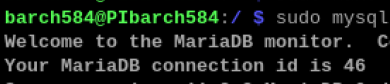 barch584@PIbarch584:/ $ sudo mysql
Welcome to the MariaDB monitor. C
Your MariaDB connection id is 46